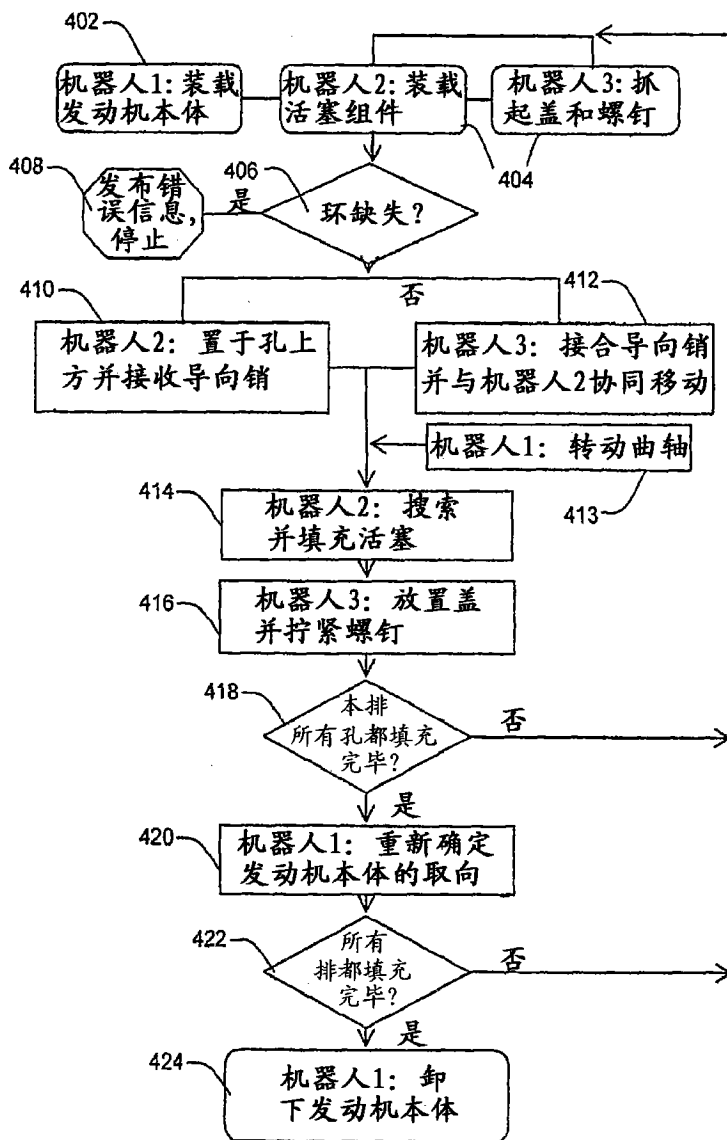 402
机器人1: 装载
发动机本体
机器人2: 装载
活塞组件
机器人3: 抓
起盖和螺钉
404
408
发布错
误信息,
停止
是
406
环缺失?
否
410
机器人2: 置于孔上
方并接收导向销
412
机器人3: 接合导向销
并与机器人2协同移动
机器人1: 转动曲轴
413
414
机器人2: 搜索
并填充活塞
416
机器人3: 放置盖
并拧紧螺钉
418
本排
所有孔都填充
完毕?
否
是
420
机器人1: 重新确定
发动机本体的取向
422
所有
排都填充
完毕?
否
是
424
机器人1: 卸
下发动机本体